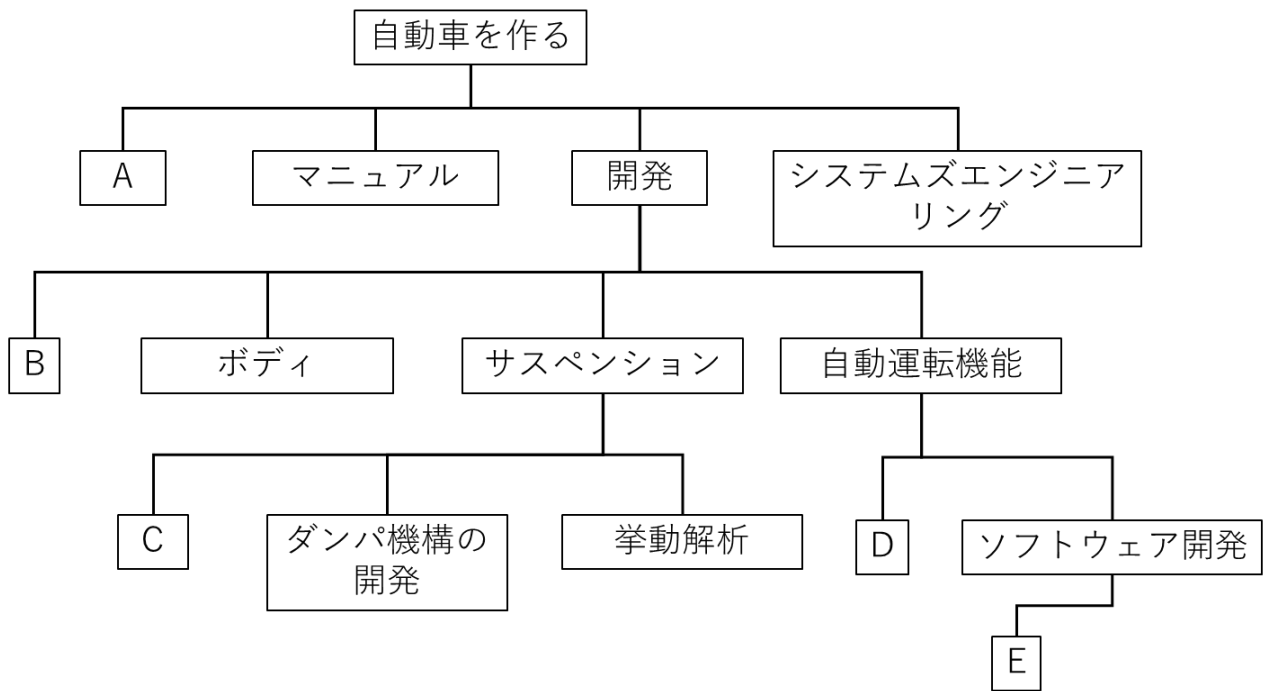 自動車を作る
A
マニュアル
開発
システムズエンジニア
リング
B
ボディ
サスペンション
自動運転機能
C
ダンパ機構の
開発
挙動解析
D
ソフトウェア開発
E